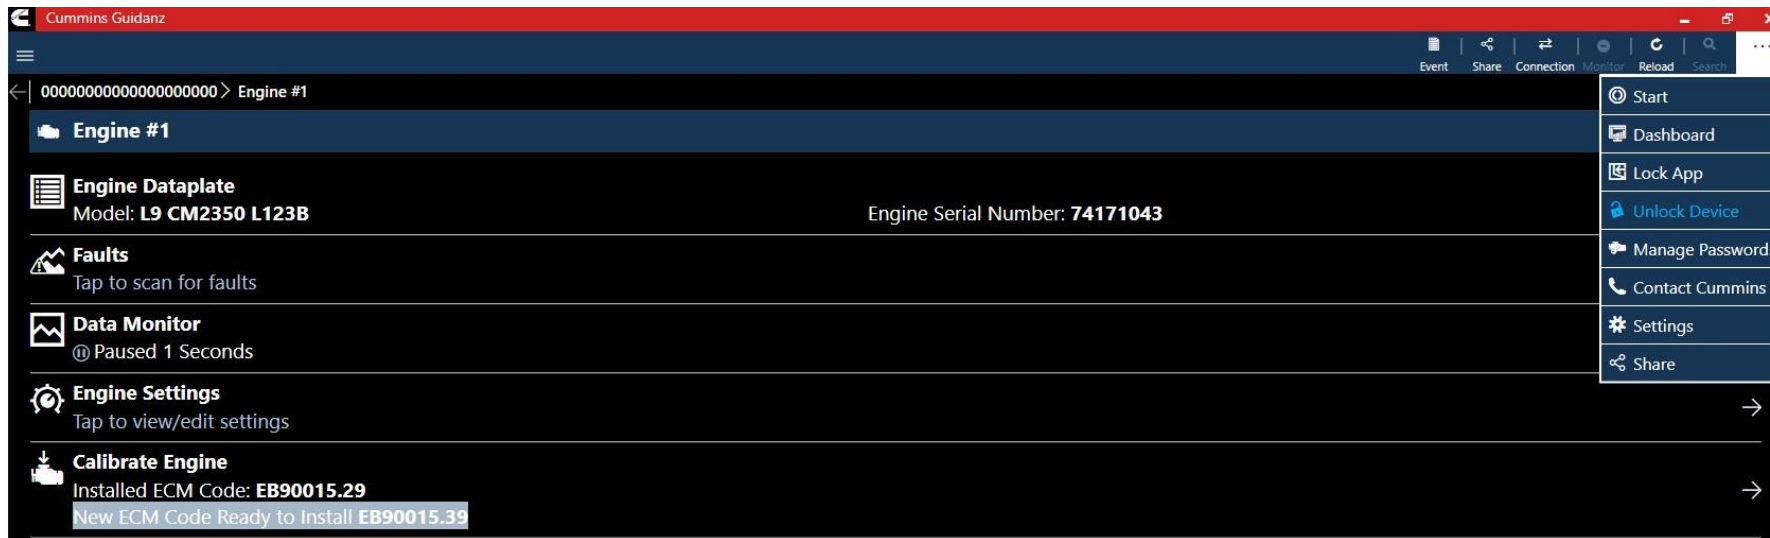 Cummins Guidanz
Event Share Connection Monitor Reload Search
00000000000000000000 > Engine #1
Engine #1
Engine Dataplate
Model: L9 CM2350 L123B
Engine Serial Number: 74171043
Faults
Tap to scan for faults
Data Monitor
Paused 1 Seconds
Engine Settings
Tap to view/edit settings
Calibrate Engine
Installed ECM Code: EB90015.29
New ECM Code Ready to Install EB90015.39
Start
Dashboard
Lock App
Unlock Device
Manage Password
Contact Cummins
Settings
Share